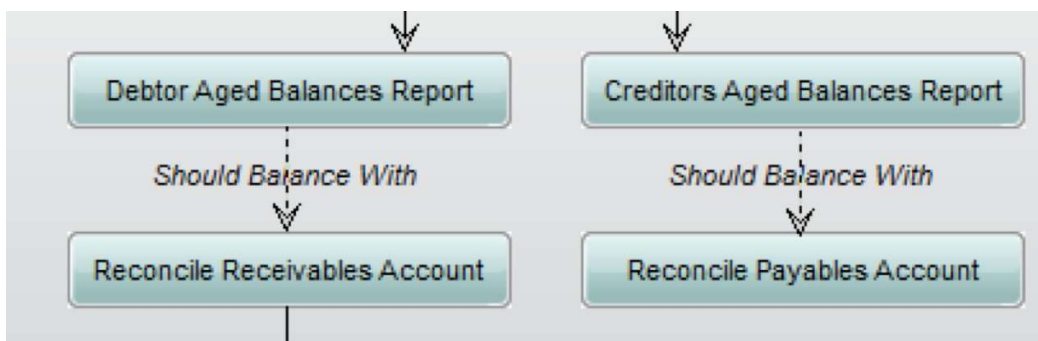 Debtor Aged Balances Report
Creditors Aged Balances Report
Should Balance With
Should Balance With
Reconcile Receivables Account
Reconcile Payables Account